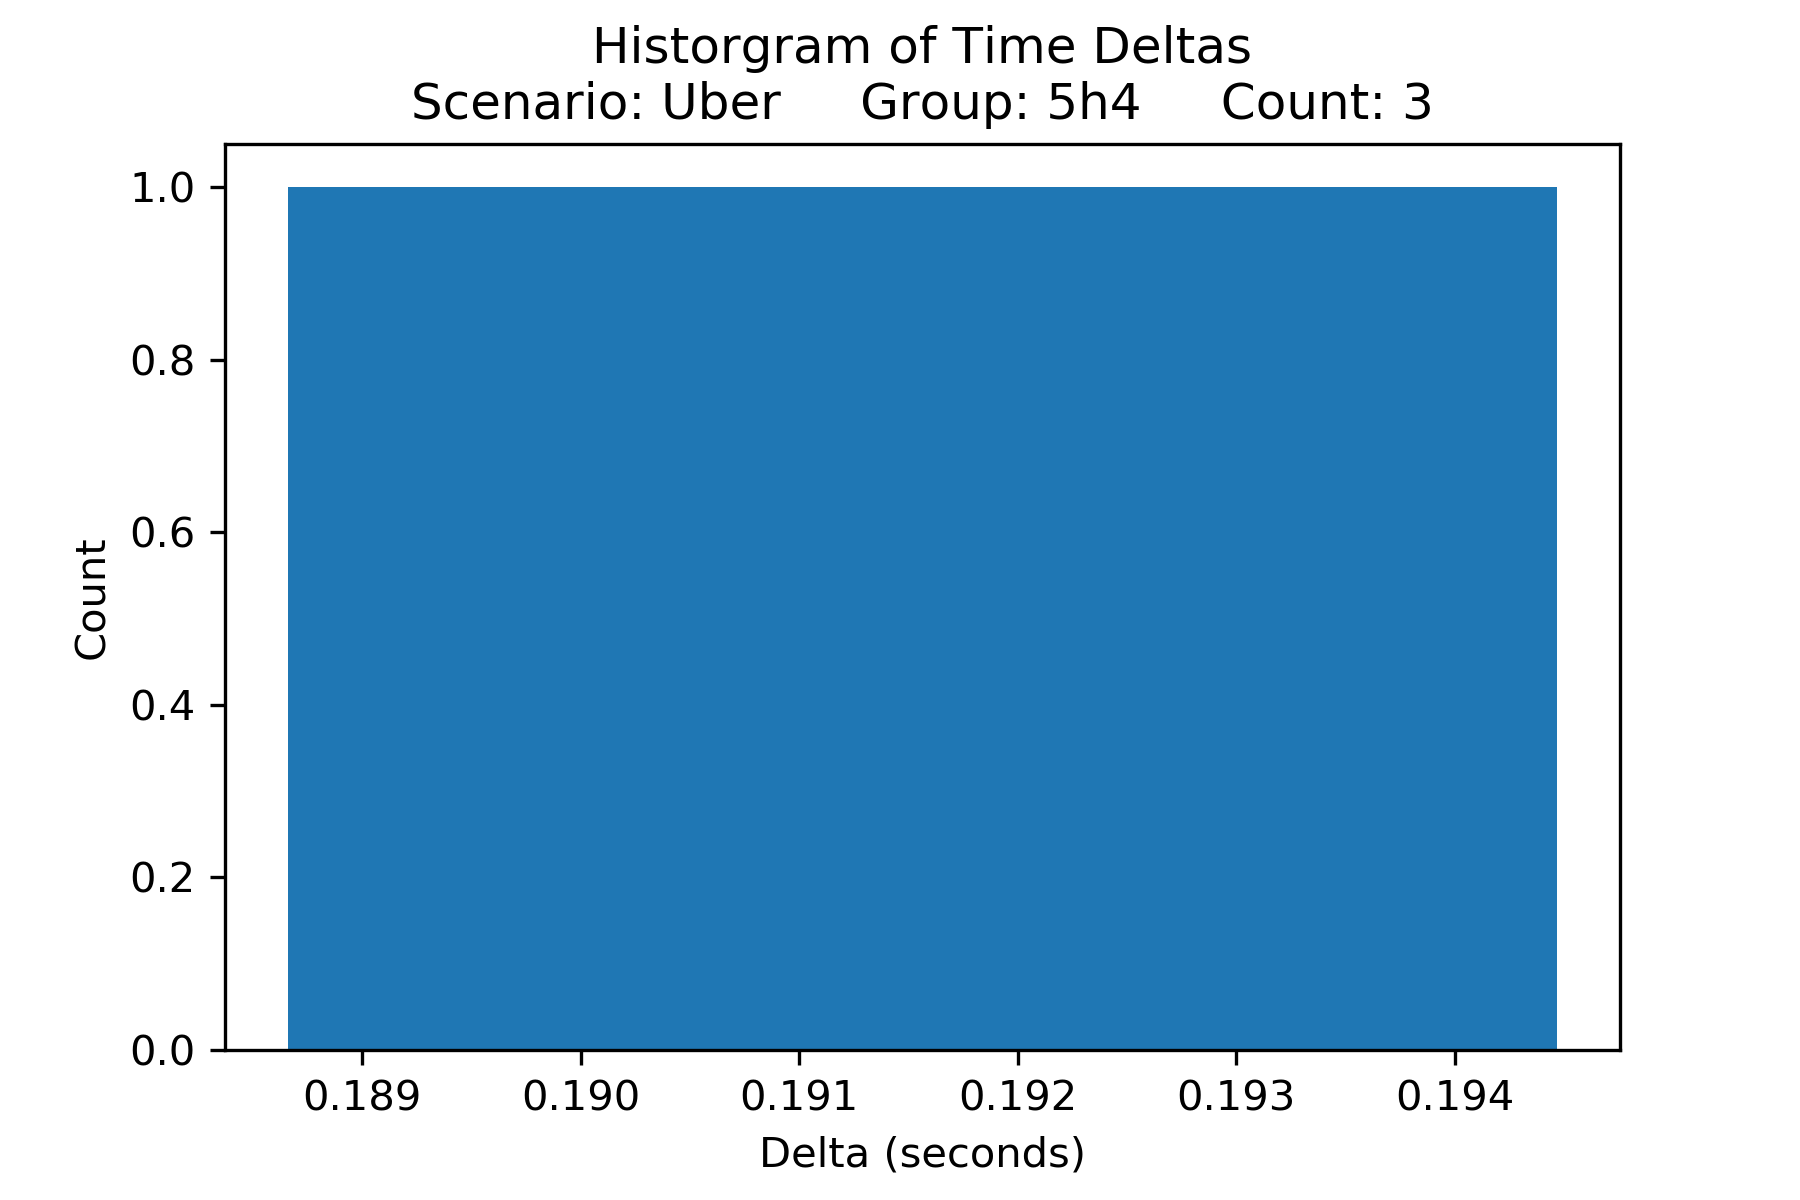 Historgram of Time Deltas
Scenario: Uber     Group: 5h4     Count: 3
1.0
0.8
0.6
0.4
0.2
0.0
Count
0.189 0.190 0.191 0.192 0.193 0.194
Delta (seconds)